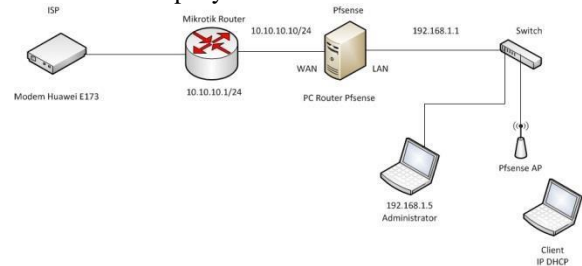 ISP
Mikrotik Router
10.10.10.10/24
Pfsense
192.168.1.1
Switch
WAN
LAN
Modem Huawei E173
10.10.10.1/24
PC Router Pfsense
Pfsense AP
192.168.1.5
Administrator
Client
IP DHCP